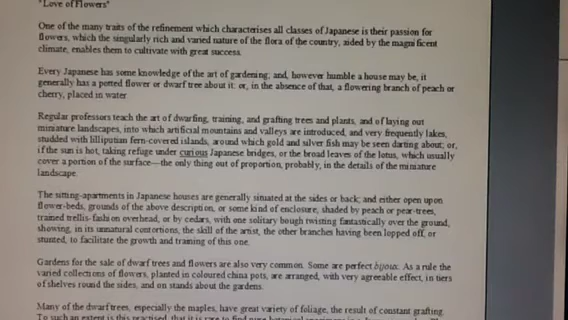 "Love of Flowers"
One of the many traits of the refinement which characterises all classes of Japanese is their passion for
flowers, which the singularly rich and varied nature of the flora of the country, aided by the magnificent
climate, enables them to cultivate with great success.
Every Japanese has some knowledge of the art of gardening; and, however humble a house may be, it
generally has a potted flower or dwarf tree about it: or, in the absence of that, a flowering branch of peach or
cherry, placed in water.
Regular professors teach the art of dwarfing, training, and grafting trees and plants, and of laying out
miniature landscapes, into which artificial mountains and valleys are introduced, and very frequently lakes,
studded with lilliputian fern-covered islands, around which gold and silver fish may be seen darting about; or,
if the sun is hot, taking refuge under curious Japanese bridges, or the broad leaves of the lotus, which usually
cover a portion of the surface—the only thing out of proportion, probably, in the details of the miniature
landscape.
The sitting-apartments in Japanese houses are generally situated at the sides or back; and either open upon
flower-beds, grounds of the above description, or some kind of enclosure, shaded by peach or pear-trees,
trained trellis-fashion overhead, or by cedars, with one solitary bough twisting fantastically over the ground,
showing, in its unnatural contortions, the skill of the artist, the other branches having been lopped off, or
stunted, to facilitate the growth and training of this one.
Gardens for the sale of dwarf trees and flowers are also very common. Some are perfect bijoux. As a rule the
varied collections of flowers, planted in coloured china pots, are arranged, with very agreeable effect, in tiers
of shelves round the sides, and on stands about the gardens.
Many of the dwarf trees, especially the maples, have great variety of foliage, the result of constant grafting.
To such an extent is this practised, that it is rare to find pure botanical